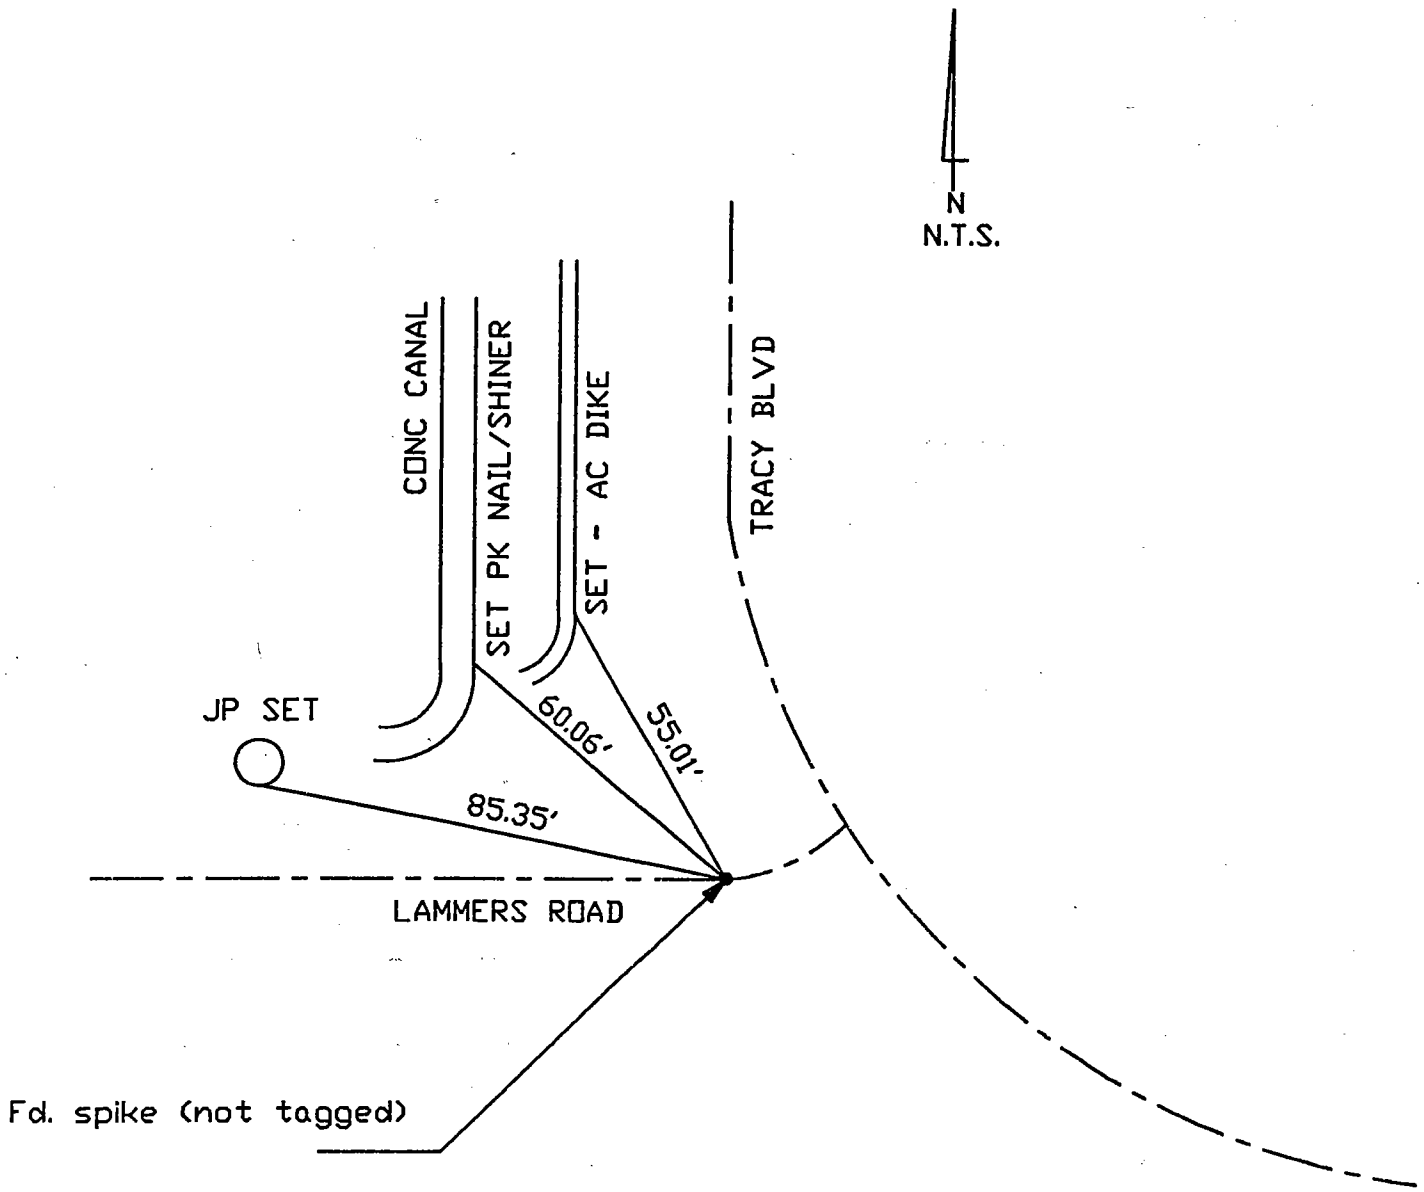 N
N.T.S.
CONC CANAL
SET PK NAIL/SHINER
SET - AC DIKE
TRACY BLVD
JP SET
60.06'
55.01'
85.35'
LAMMERS ROAD
Fd. spike (not tagged)